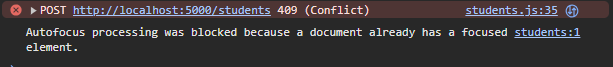 POST http://localhost:5000/students 409 (Conflict) students.js:35
Autofocus processing was blocked because a document already has a focused students:1
element.